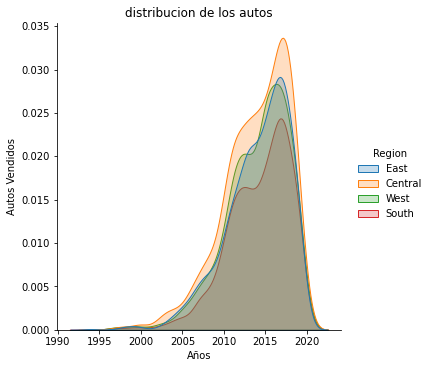 distribucion de los autos
0.035
0.030
0.025
0.020
0.015
0.010
0.005
0.000
Autos Vendidos
1990 1995 2000 2005 2010 2015 2020
Años
Region
East
Central
West
South